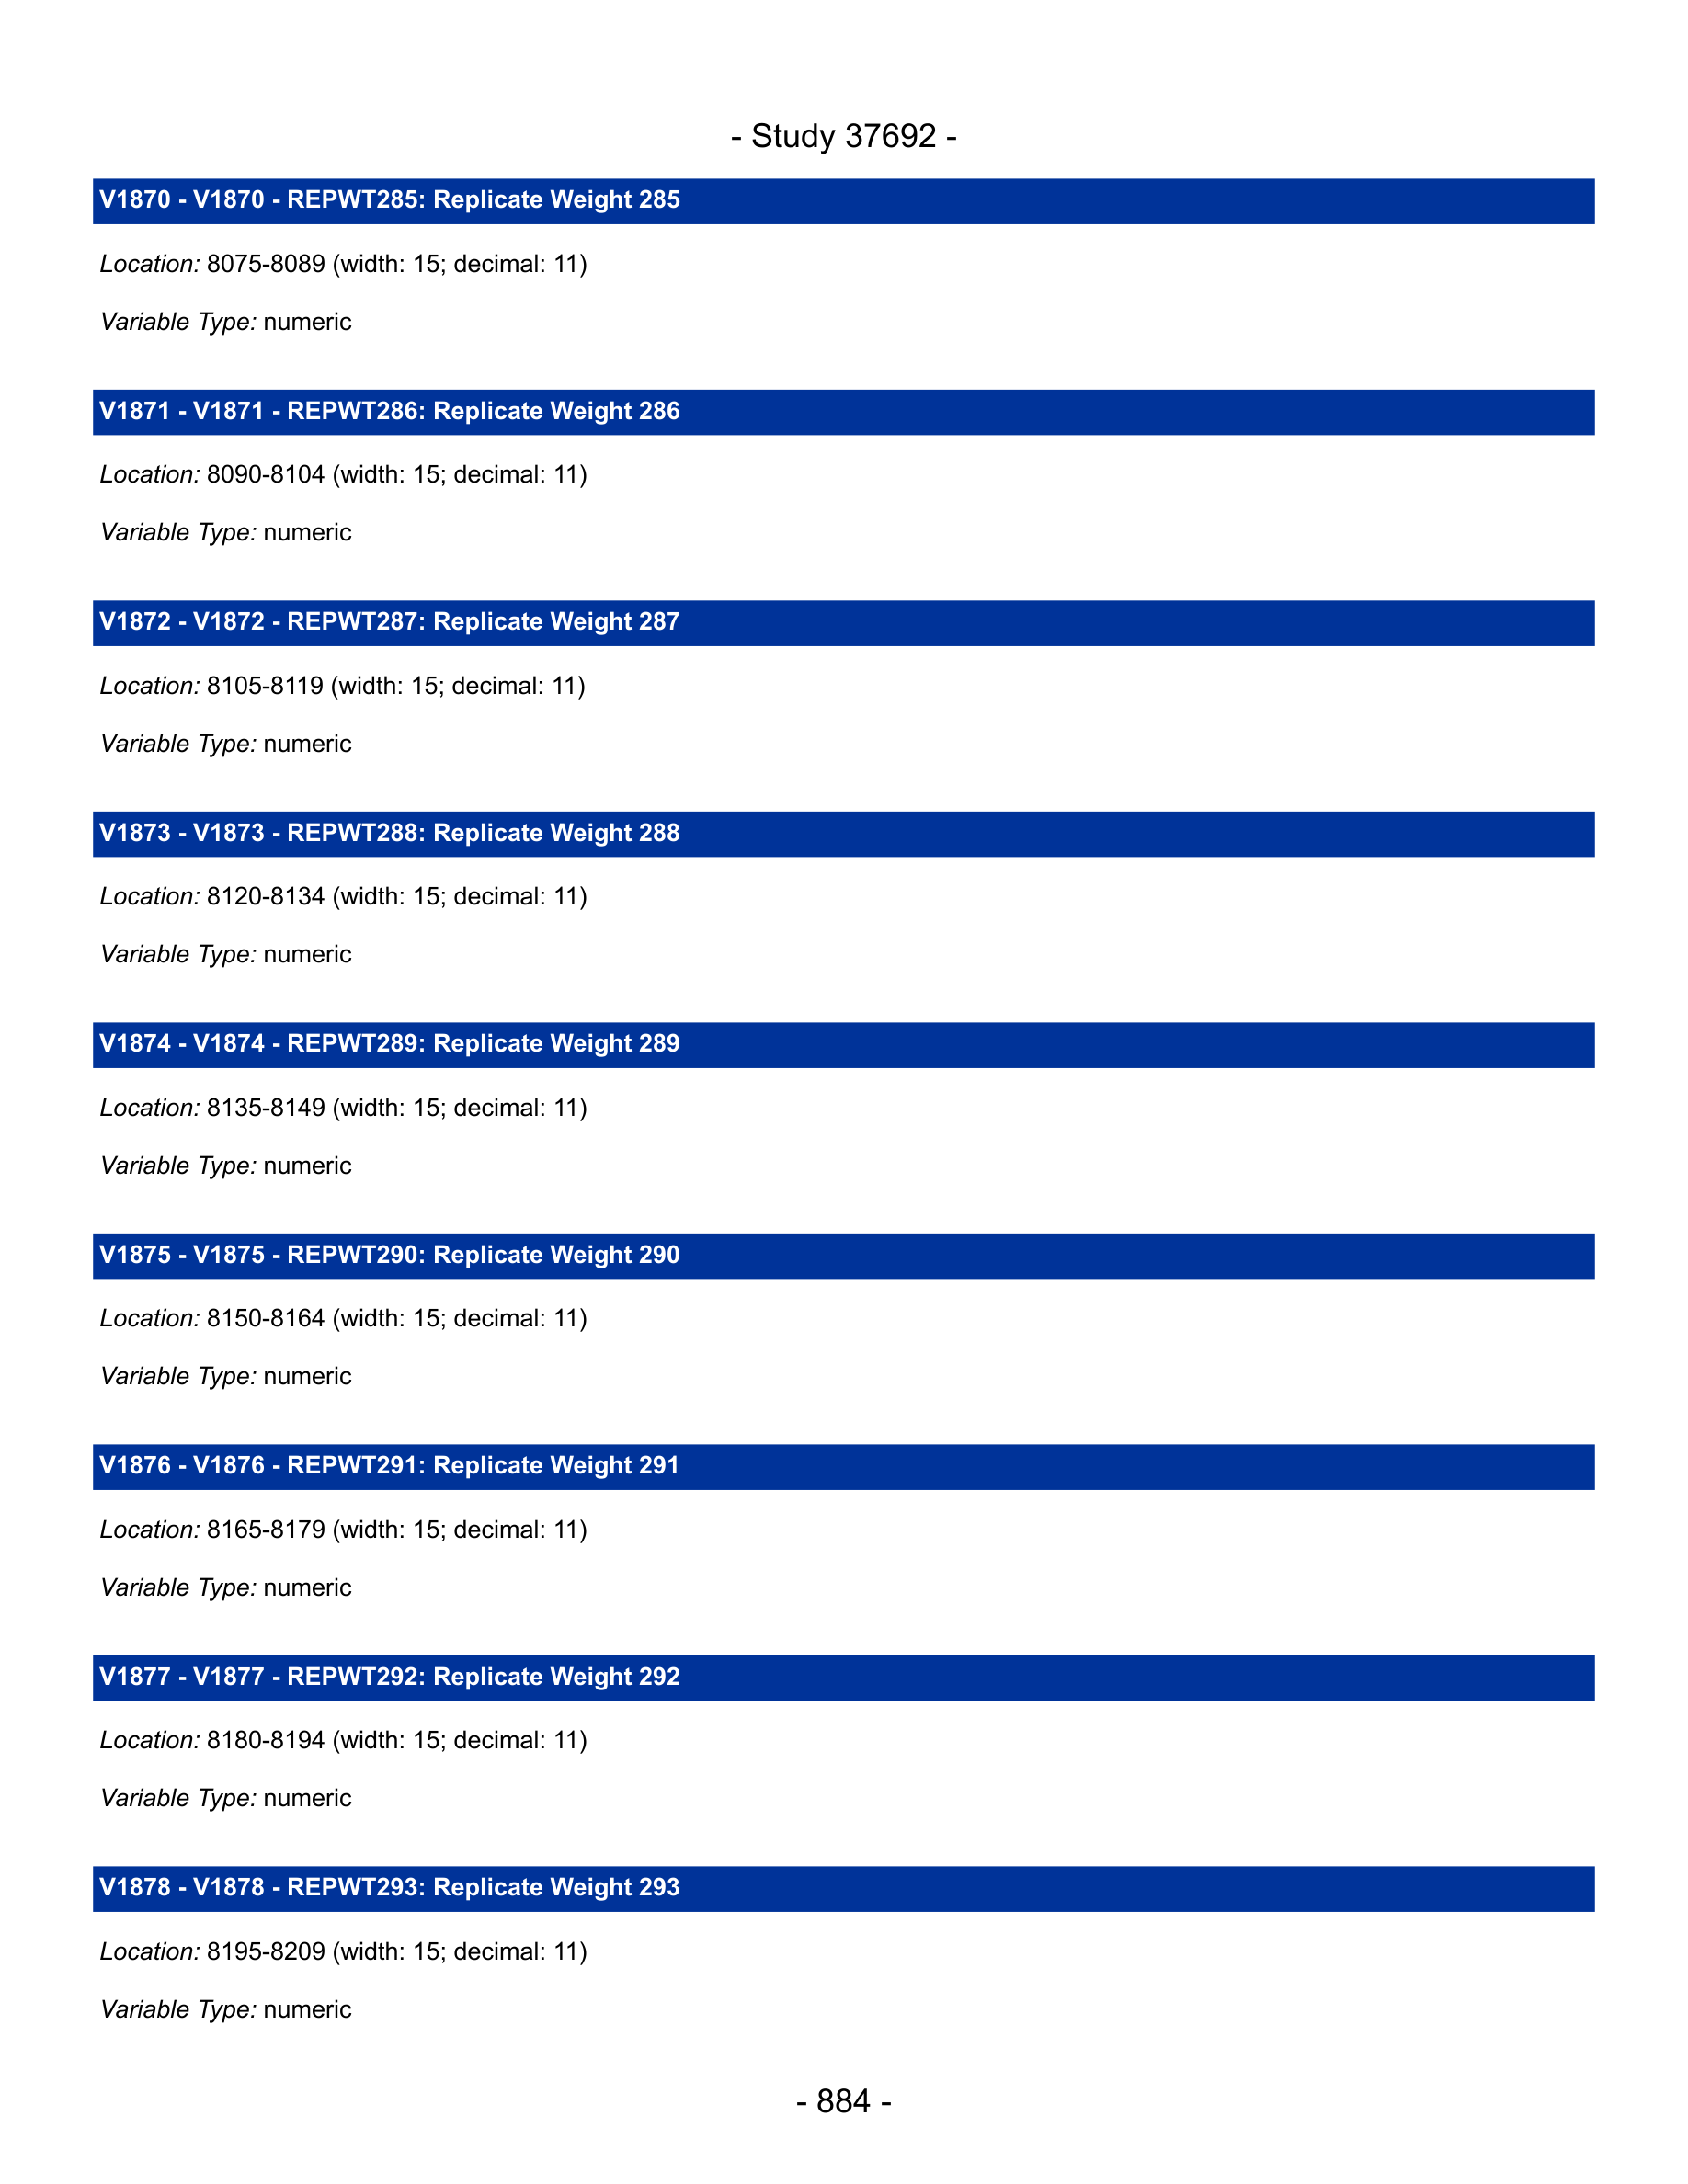 - Study 37692 -
V1870 - V1870 - REPWT285: Replicate Weight 285
Location: 8075-8089 (width: 15; decimal: 11)
Variable Type: numeric
V1871 - V1871 - REPWT286: Replicate Weight 286
Location: 8090-8104 (width: 15; decimal: 11)
Variable Type: numeric
V1872 - V1872 - REPWT287: Replicate Weight 287
Location: 8105-8119 (width: 15; decimal: 11)
Variable Type: numeric
V1873 - V1873 - REPWT288: Replicate Weight 288
Location: 8120-8134 (width: 15; decimal: 11)
Variable Type: numeric
V1874 - V1874 - REPWT289: Replicate Weight 289
Location: 8135-8149 (width: 15; decimal: 11)
Variable Type: numeric
V1875 - V1875 - REPWT290: Replicate Weight 290
Location: 8150-8164 (width: 15; decimal: 11)
Variable Type: numeric
V1876 - V1876 - REPWT291: Replicate Weight 291
Location: 8165-8179 (width: 15; decimal: 11)
Variable Type: numeric
V1877 - V1877 - REPWT292: Replicate Weight 292
Location: 8180-8194 (width: 15; decimal: 11)
Variable Type: numeric
V1878 - V1878 - REPWT293: Replicate Weight 293
Location: 8195-8209 (width: 15; decimal: 11)
Variable Type: numeric
- 884 -